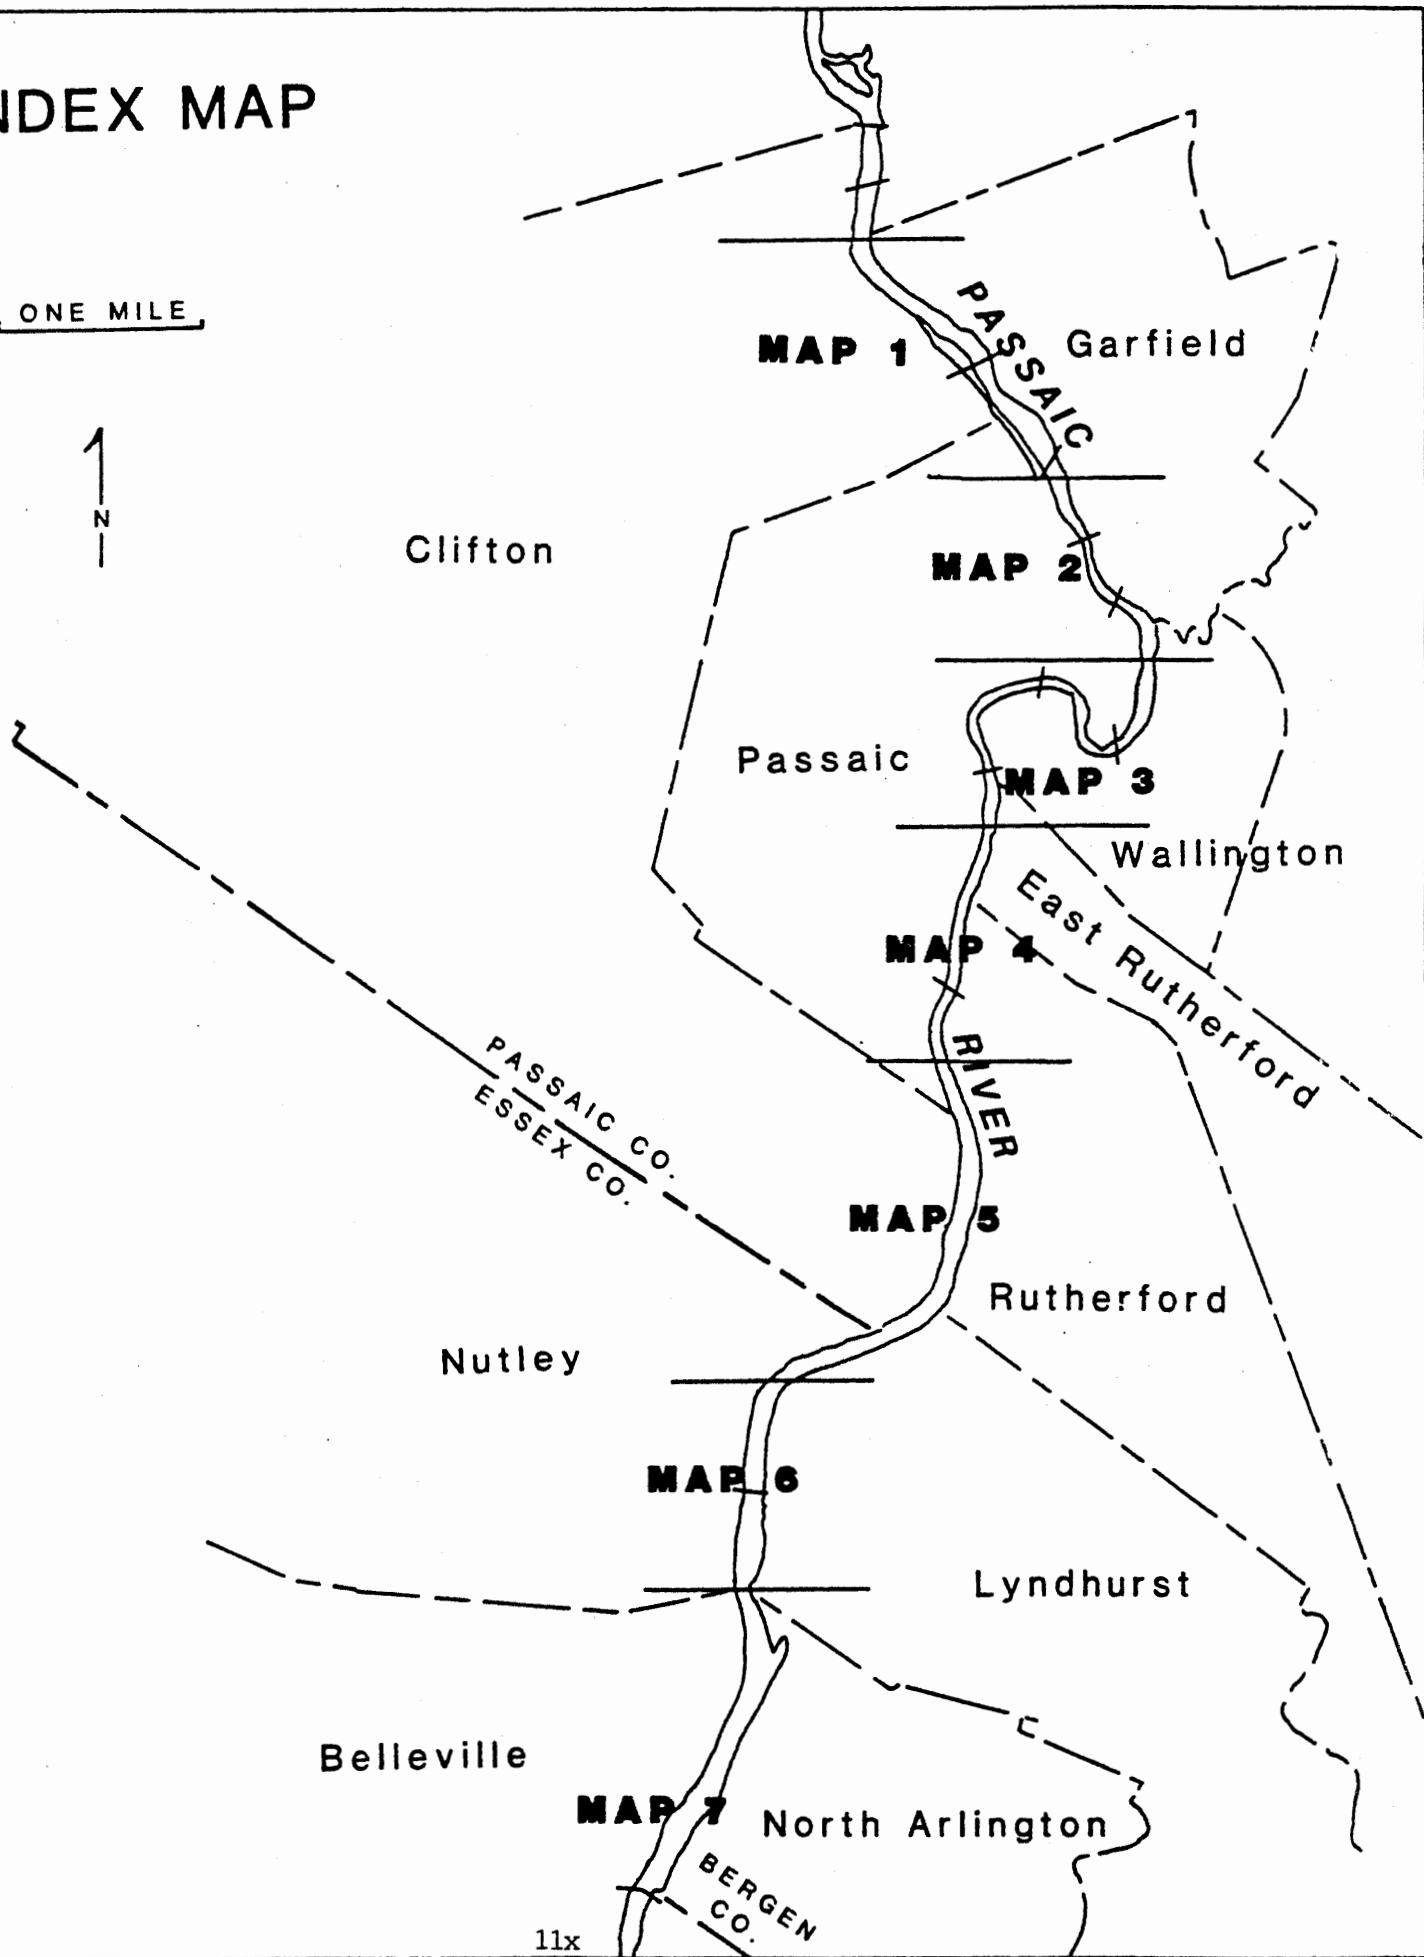 NDEX MAP
ONE MILE
N
PASSAIC
MAP 1
Garfield
Clifton
MAP 2
Passaic
MAP 3
Wallington
East Rutherford
MAP 4
RIVER
PASSAIC CO.
ESSEX CO.
MAP 5
Rutherford
Nutley
MAP 6
Lyndhurst
Belleville
MAP 7
North Arlington
BERGEN
CO.
11x